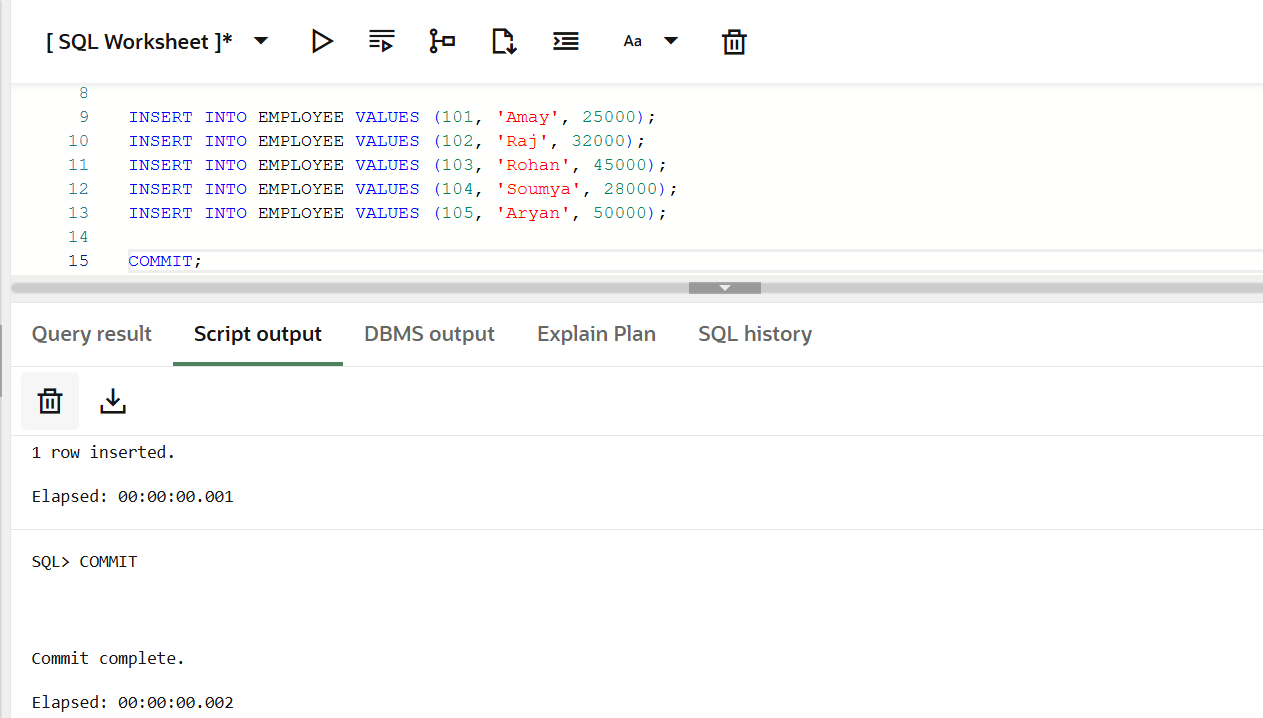 [ SQL Worksheet ]*
Aa
8
9 INSERT INTO EMPLOYEE VALUES (101, 'Amay', 25000);
10 INSERT INTO EMPLOYEE VALUES (102, 'Raj', 32000);
11 INSERT INTO EMPLOYEE VALUES (103, 'Rohan', 45000);
12 INSERT INTO EMPLOYEE VALUES (104, 'Soumya', 28000);
13 INSERT INTO EMPLOYEE VALUES (105, 'Aryan', 50000);
14
15 COMMIT;
Query result Script output DBMS output Explain Plan SQL history
1 row inserted.
Elapsed: 00:00:00.001
SQL> COMMIT
Commit complete.
Elapsed: 00:00:00.002